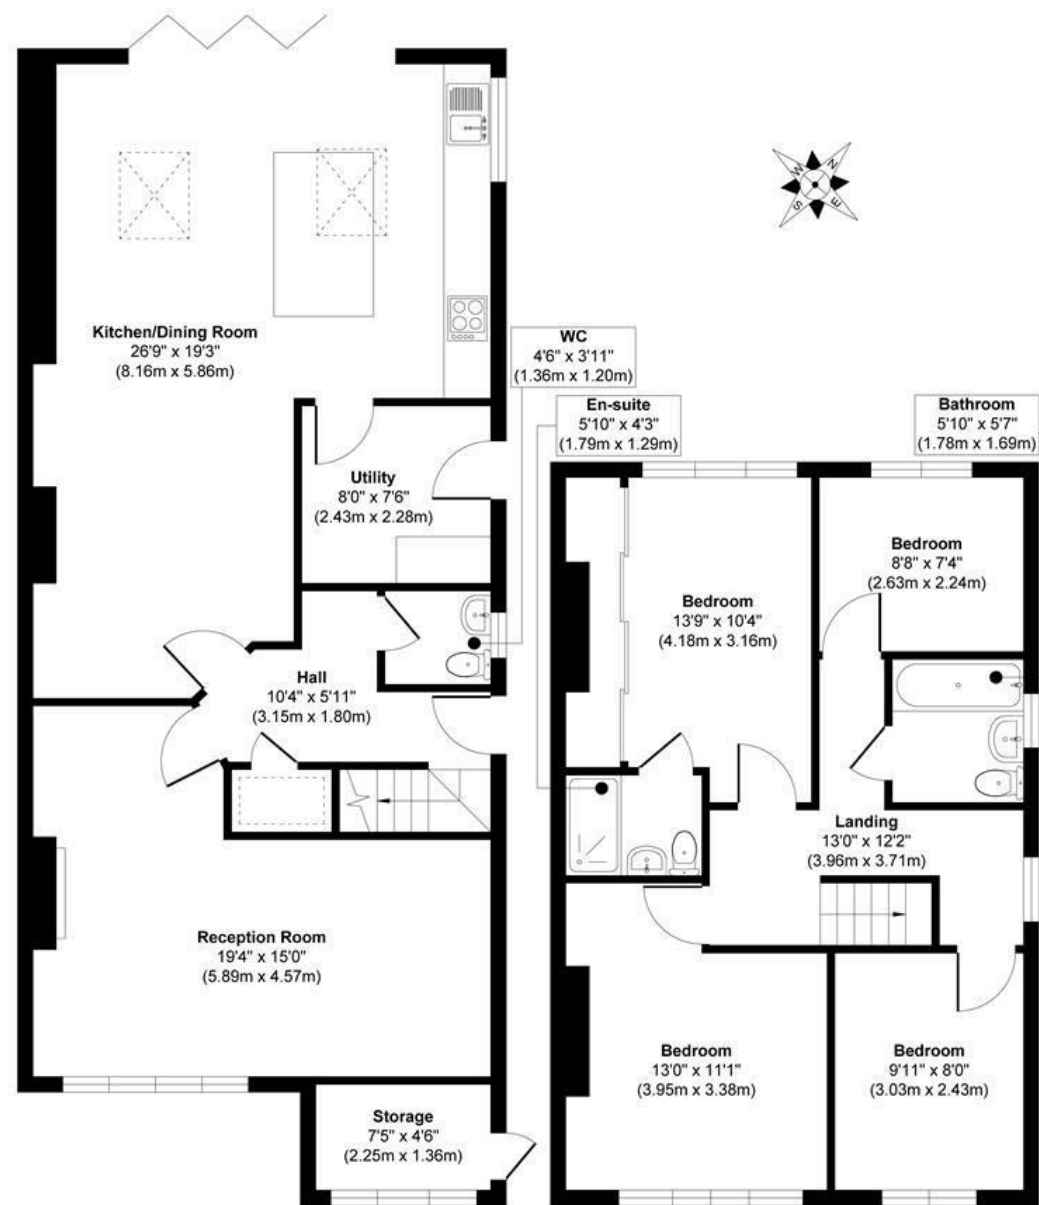 W
N
S
E
Kitchen/Dining Room
26'9" x 19'3"
(8.16m x 5.86m)
WC
4'6" x 3'11"
(1.36m x 1.20m)
En-suite
5'10" x 4'3"
(1.79m x 1.29m)
Bathroom
5'10" x 5'7"
(1.78m x 1.69m)
Utility
8'0" x 7'6"
(2.43m x 2.28m)
Bedroom
8'8" x 7'4"
(2.63m x 2.24m)
Bedroom
13'9" x 10'4"
(4.18m x 3.16m)
Hall
10'4" x 5'11"
(3.15m x 1.80m)
Landing
13'0" x 12'2"
(3.96m x 3.71m)
Reception Room
19'4" x 15'0"
(5.89m x 4.57m)
Bedroom
13'0" x 11'1"
(3.95m x 3.38m)
Bedroom
9'11" x 8'0"
(3.03m x 2.43m)
Storage
7'5" x 4'6"
(2.25m x 1.36m)